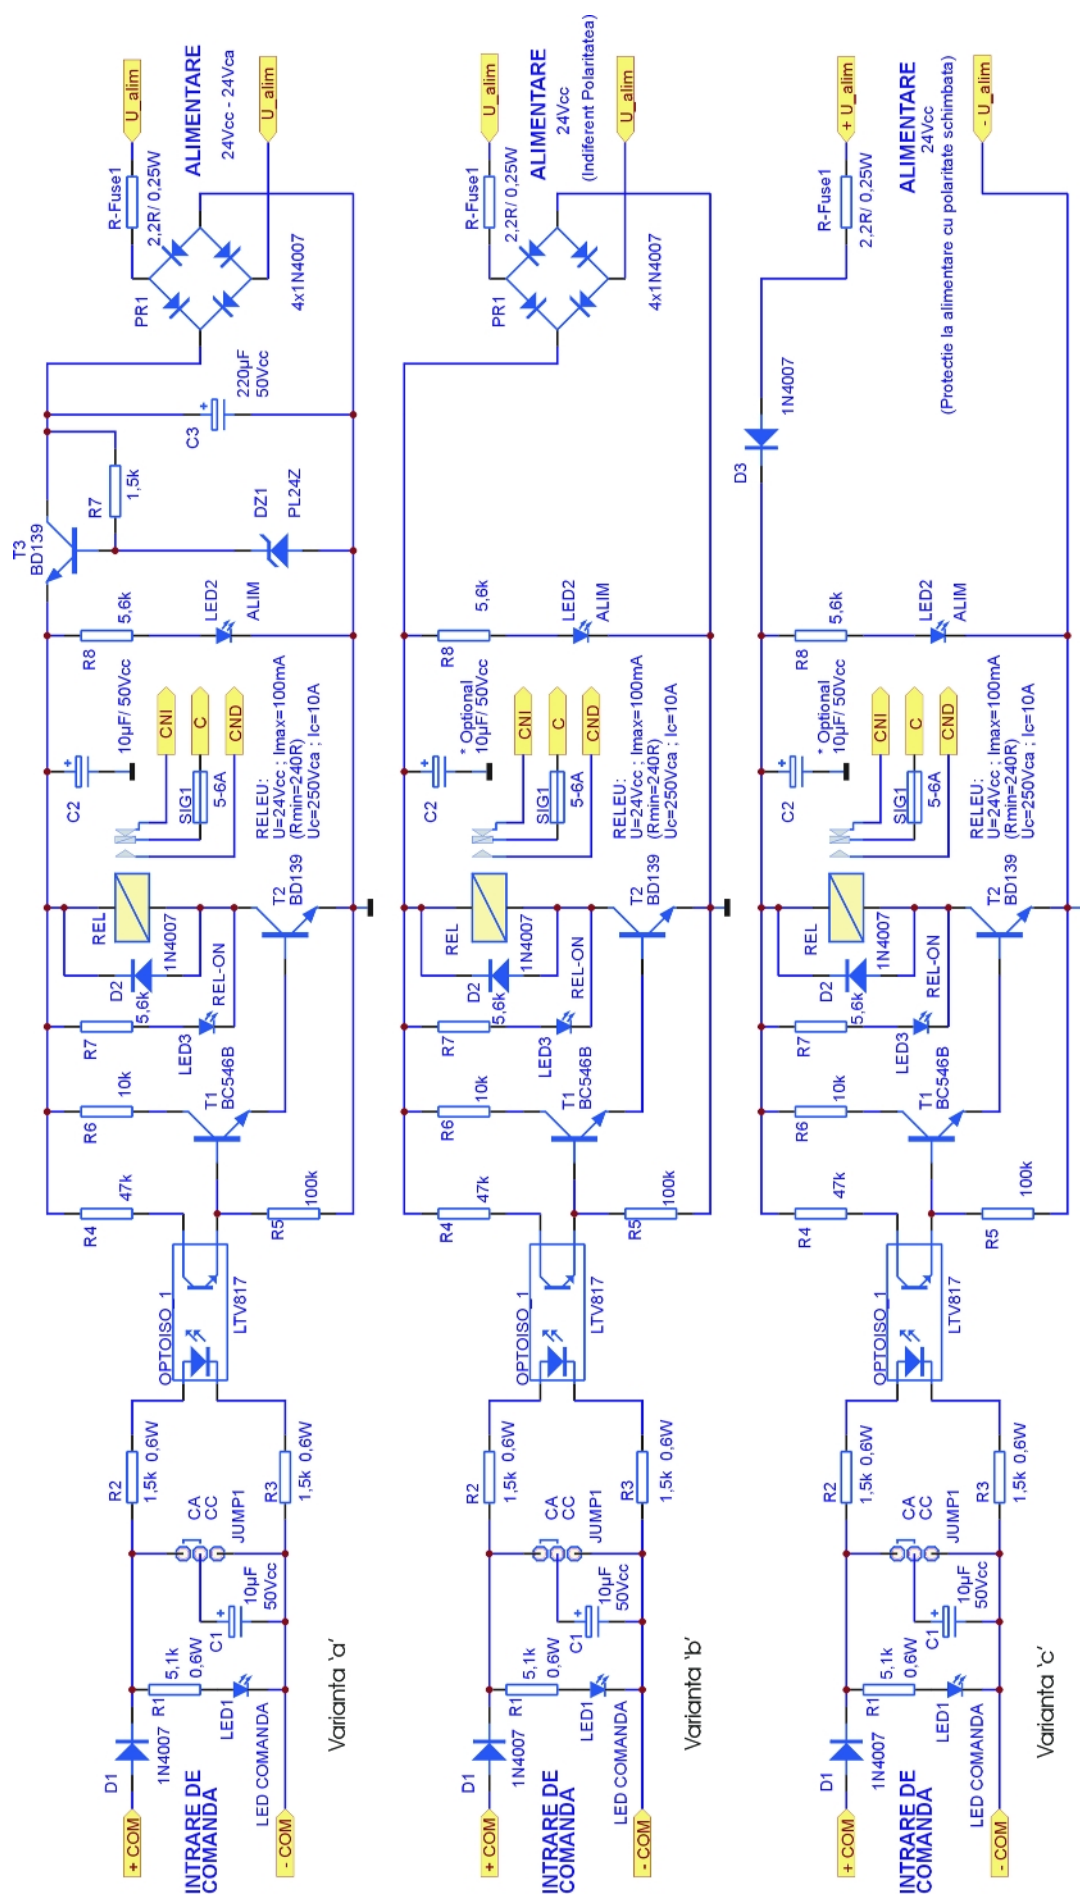 Varianta 'a'
INTRARE DE
COMANDA
+ COM
- COM
D1
1N4007
R1
5,1k
0,6W
LED1
LED COMANDA
C1
10µF
50Vcc
CA
CC
JUMP1
R2
1,5k 0,6W
R3
1,5k 0,6W
OPTOISO_1
LTV817
R4
47k
R5
100k
R6
10k
T1
BC546B
R7
5,6k
LED3
REL-ON
D2
1N4007
REL
T2
BD139
RELEU:
U=24Vcc ; Imax=100mA
(Rmin=240R)
Uc=250Vca ; Ic=10A
SIG1
5-6A
CNI
C
CND
C2
+
10µF/ 50Vcc
R8
5,6k
LED2
ALIM
T3
BD139
R7
1,5k
DZ1
PL24Z
C3
+
220µF
50Vcc
PR1
4x1N4007
R-Fuse1
2,2R/ 0,25W
ALIMENTARE
24Vcc - 24Vca
U_alim
U_alim
Varianta 'b'
INTRARE DE
COMANDA
+ COM
- COM
D1
1N4007
R1
5,1k
0,6W
LED1
LED COMANDA
C1
10µF
50Vcc
CA
CC
JUMP1
R2
1,5k 0,6W
R3
1,5k 0,6W
OPTOISO_1
LTV817
R4
47k
R5
100k
R6
10k
T1
BC546B
R7
5,6k
LED3
REL-ON
D2
1N4007
REL
T2
BD139
RELEU:
U=24Vcc ; Imax=100mA
(Rmin=240R)
Uc=250Vca ; Ic=10A
SIG1
5-6A
CNI
C
CND
C2
+
* Optional
10µF/ 50Vcc
R8
5,6k
LED2
ALIM
PR1
4x1N4007
R-Fuse1
2,2R/ 0,25W
ALIMENTARE
24Vcc
(Indiferent Polaritatea)
U_alim
U_alim
Varianta 'c'
INTRARE DE
COMANDA
+ COM
- COM
D1
1N4007
R1
5,1k
0,6W
LED1
LED COMANDA
C1
10µF
50Vcc
CA
CC
JUMP1
R2
1,5k 0,6W
R3
1,5k 0,6W
OPTOISO_1
LTV817
R4
47k
R5
100k
R6
10k
T1
BC546B
R7
5,6k
LED3
REL-ON
D2
1N4007
REL
T2
BD139
RELEU:
U=24Vcc ; Imax=100mA
(Rmin=240R)
Uc=250Vca ; Ic=10A
SIG1
5-6A
CNI
C
CND
C2
+
* Optional
10µF/ 50Vcc
R8
5,6k
LED2
ALIM
D3
1N4007
R-Fuse1
2,2R/ 0,25W
ALIMENTARE
24Vcc
(Protectie la alimentare cu polaritate schimbata)
+ U_alim
- U_alim